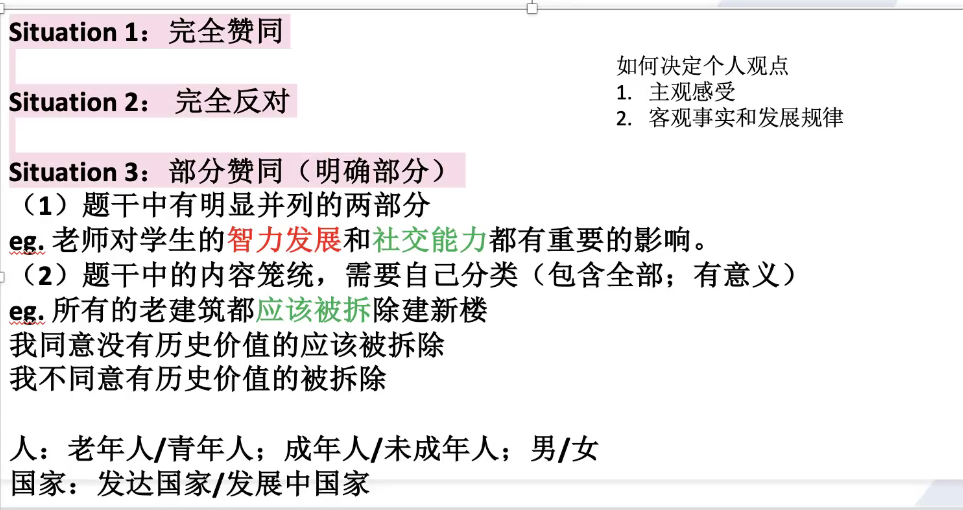 Situation 1：完全赞同
Situation 2： 完全反对
Situation 3：部分赞同（明确部分）
（1）题干中有明显并列的两部分
eg. 老师对学生的智力发展和社交能力都有重要的影响。
（2）题干中的内容笼统，需要自己分类（包含全部；有意义）
eg. 所有的老建筑都应该被拆除建新楼
我同意没有历史价值的应该被拆除
我不同意有历史价值的被拆除
人：老年人/青年人；成年人/未成年人；男/女
国家：发达国家/发展中国家
如何决定个人观点
1. 主观感受
2. 客观事实和发展规律